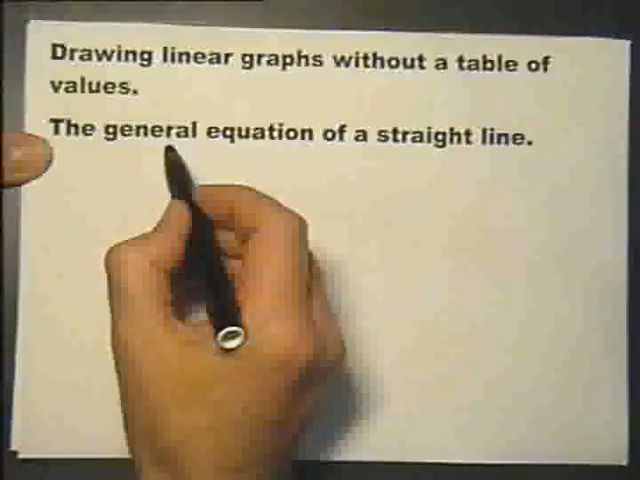 Drawing linear graphs without a table of
values.
The general equation of a straight line.